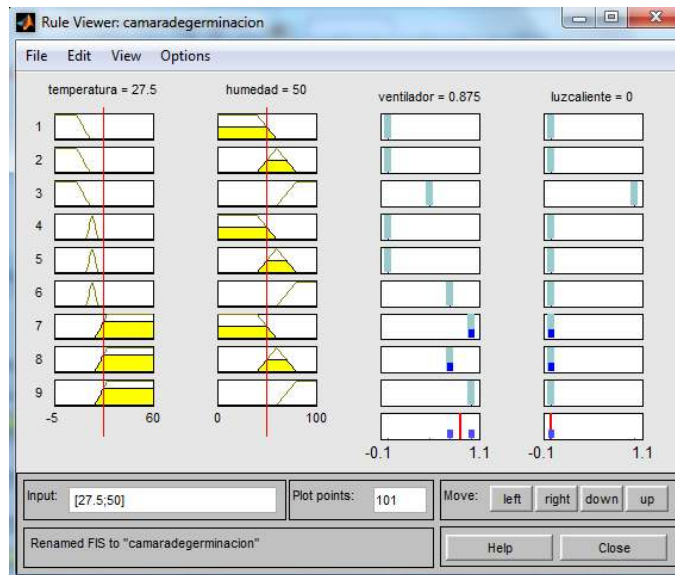 Rule Viewer: camaradegerminacion
File Edit View Options
temperatura = 27.5 humedad = 50 ventilador = 0.875 luzcaliente = 0
1
2
3
4
5
6
7
8
9
-5 60 0 100
-0.1 1.1 -0.1 1.1
Input: [27.5;50] Plot points: 101 Move: left right down up
Renamed FIS to "camaradegerminacion" Help Close